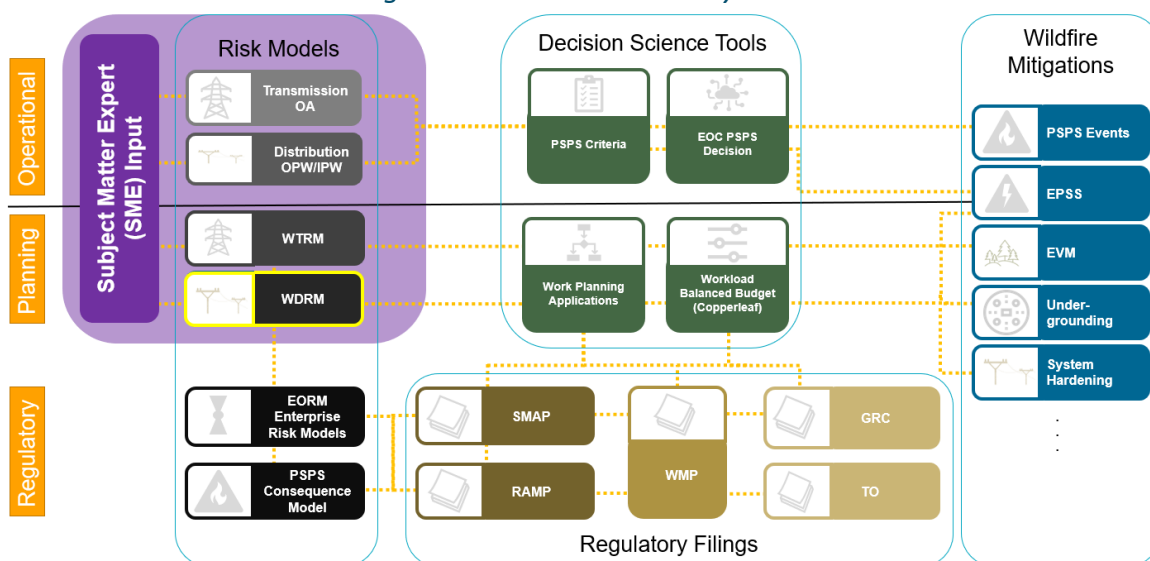 Risk Models
Decision Science Tools
Wildfire
Mitigations
Operational
Planning
Regulatory
Subject Matter Expert
(SME) Input
Transmission
OA
Distribution
OPW/IPW
WTRM
WDRM
EORM
Enterprise
Risk Models
PSPS
Consequence
Model
PSPS Criteria
EOC PSPS
Decision
Work Planning
Applications
Workload
Balanced Budget
(Copperleaf)
PSPS Events
EPSS
EVM
Under-
grounding
System
Hardening
.
.
.
SMAP
RAMP
WMP
GRC
TO
Regulatory Filings